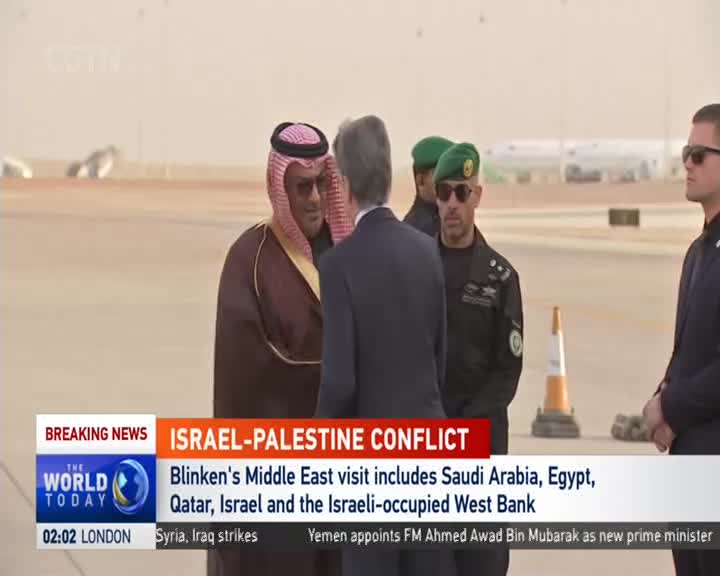 CGTN
BREAKING NEWS
ISRAEL-PALESTINE CONFLICT
THE
WORLD
TODAY
Blinken's Middle East visit includes Saudi Arabia, Egypt,
Qatar, Israel and the Israeli-occupied West Bank
02:02 LONDON
Syria, Iraq strikes
Yemen appoints FM Ahmed Awad Bin Mubarak as new prime minister